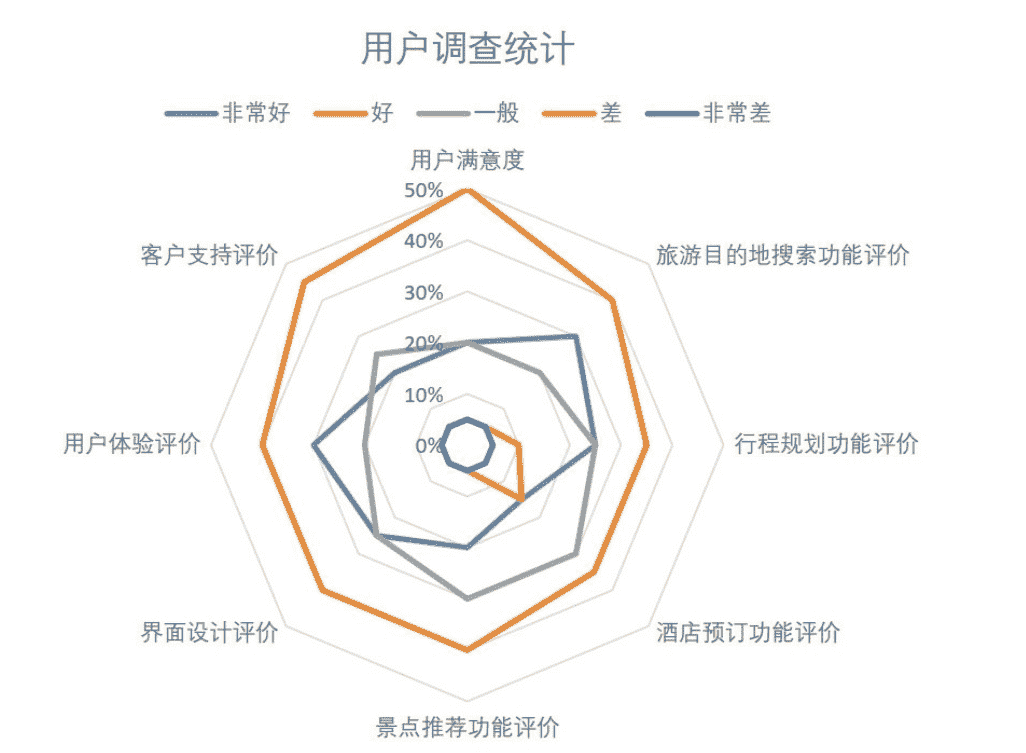 用户调查统计
非常好 好 一般 差 非常差
用户满意度
50%
客户支持评价 旅游目的地搜索功能评价
40%
30%
20%
10%
用户体验评价 0% 行程规划功能评价
界面设计评价 酒店预订功能评价
景点推荐功能评价